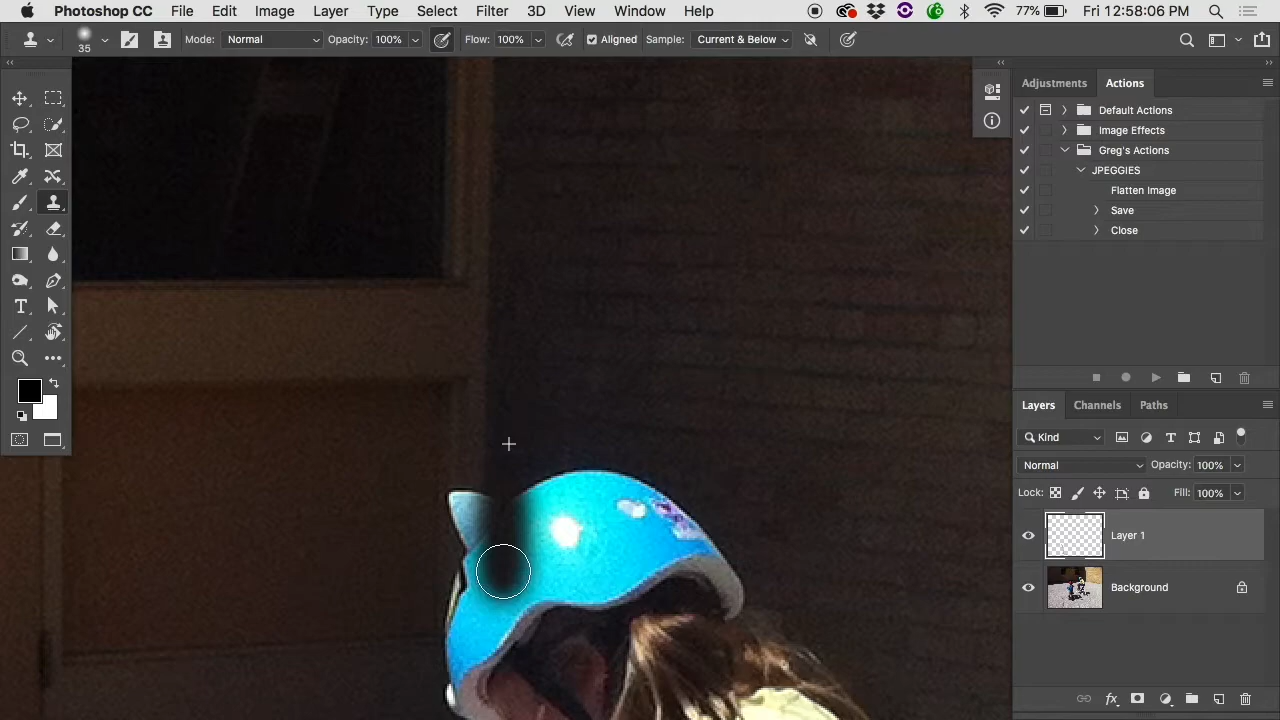 Photoshop CC File Edit Image Layer Type Select Filter 3D View Window Help 77% Fri 12:58:06 PM
35 Mode: Normal Opacity: 100% Flow: 100% Aligned Sample: Current & Below
Adjustments Actions
Default Actions
Image Effects
Greg's Actions
JPEGGIES
Flatten Image
Save
Close
Layers Channels Paths
Kind
Normal Opacity: 100%
Lock: Fill: 100%
Layer 1
Background
fx